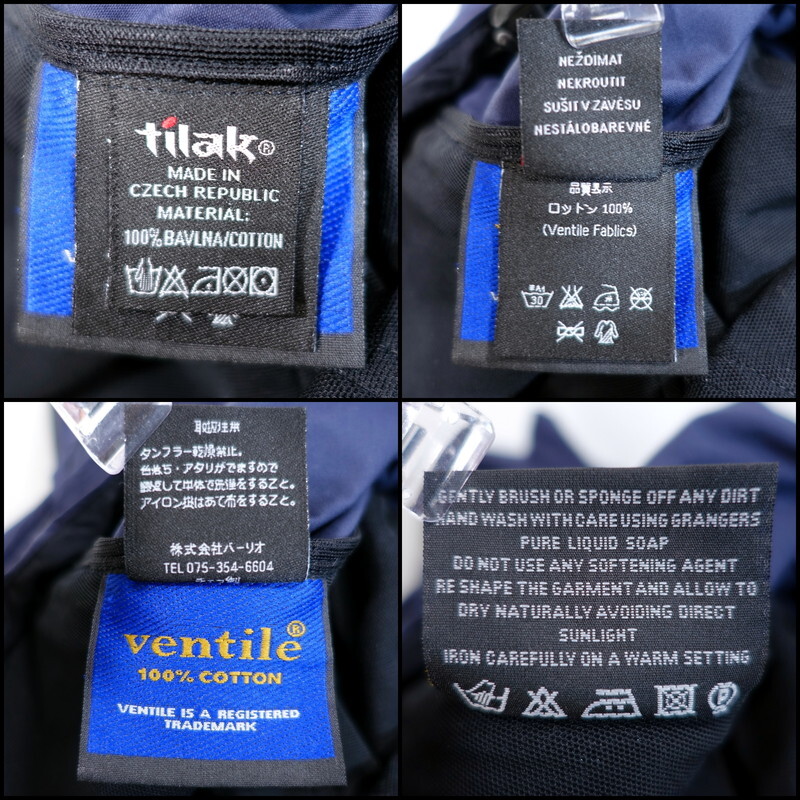 tilak®
MADE IN
CZECH REPUBLIC
MATERIAL:
100% BAVLNA/COTTON
NEŽDÍMAT
NEKROUTIT
SUŠIT V ZÁVĚSU
NESTÁLOBAREVNÉ
品質表示
ロットン 100%
(Ventile Fablics)
30
取扱注意
タンフラー乾燥禁止。
色落ち・アタリがでますので
して単体で洗濯をすること。
アイロン掛はあて布をすること。
株式会社バーリオ
TEL 075-354-6604
ventile®
100% COTTON
VENTILE IS A REGISTERED
TRADEMARK
GENTLY BRUSH OR SPONGE OFF ANY DIRT
HAND WASH WITH CARE USING GRANGERS
PURE LIQUID SOAP
DO NOT USE ANY SOFTENING AGENT
RE SHAPE THE GARMENT AND ALLOW TO
DRY NATURALLY AVOIDING DIRECT
SUNLIGHT
IRON CAREFULLY ON A WARM SETTING
P